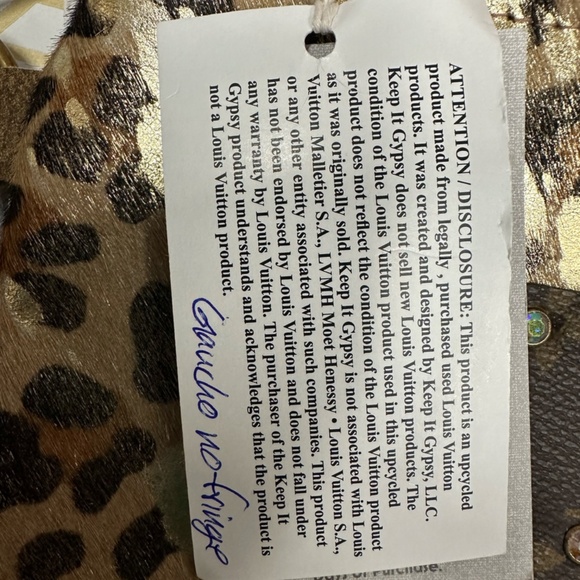 ATTENTION / DISCLOSURE: This product is an upcycled
product made from legally , purchased used Louis Vuitton
products. It was created and designed by Keep It Gypsy, LLC.
Keep It Gypsy does not sell new Louis Vuitton products. The
condition of the Louis Vuitton product used in this upcycled
product does not reflect the condition of the Louis Vuitton product
as it was originally sold. Keep It Gypsy is not associated with Louis
Vuitton Malletier S.A., LVMH Moet Henessy • Louis Vuitton S.A.,
or any other entity associated with such companies. This product
has not been endorsed by Louis Vuitton and does not fall under
any warranty by Louis Vuitton. The purchaser of the Keep It
Gypsy product understands and acknowledges that the product is
not a Louis Vuitton product.
Gauche no fringe
Days of Purchase.